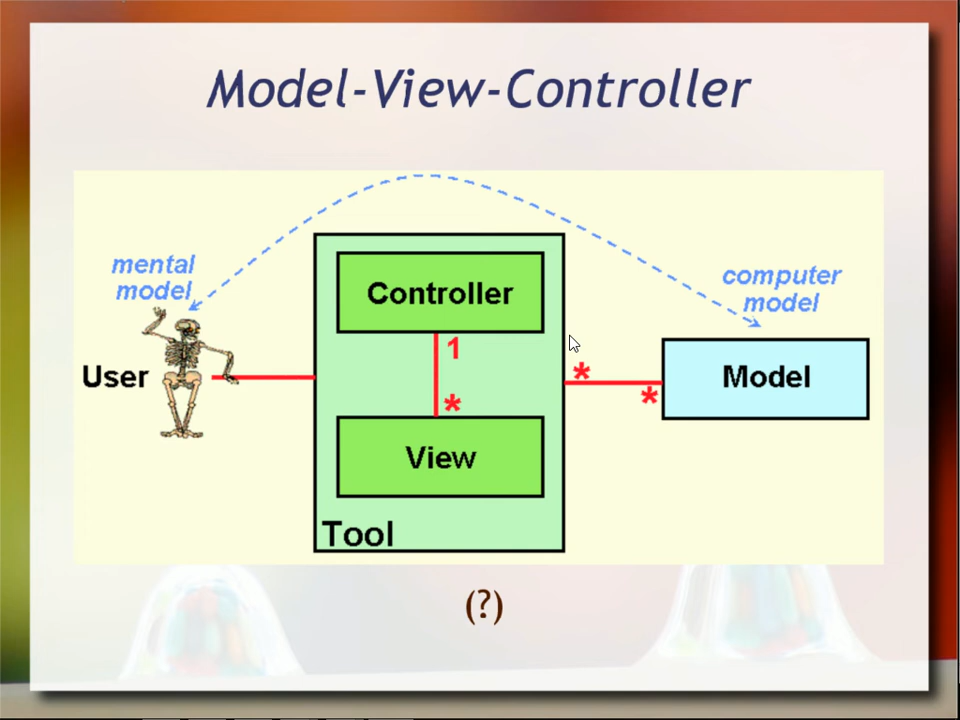 Model-View-Controller
mental
model
computer
model
Controller
1
*
User
*
*
Model
View
Tool
(?)